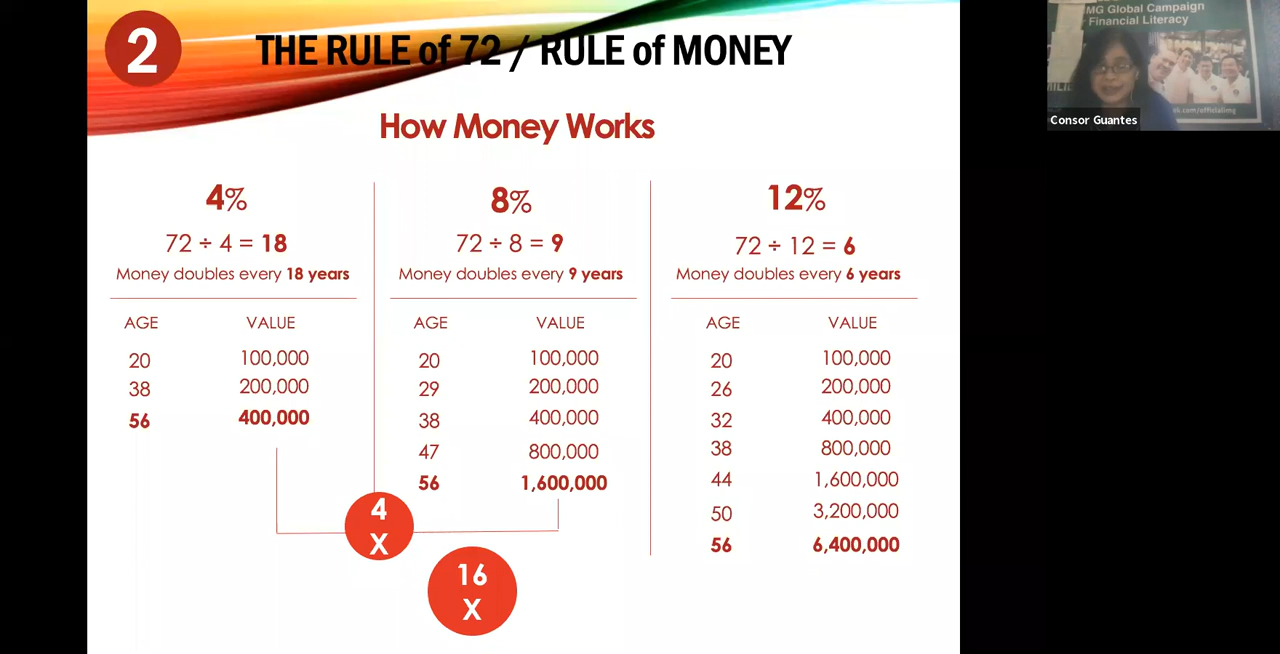 2
THE RULE of 72 / RULE of MONEY
How Money Works
4%
72 ÷ 4 = 18
Money doubles every 18 years
AGE VALUE
20 100,000
38 200,000
56 400,000
8%
72 ÷ 8 = 9
Money doubles every 9 years
AGE VALUE
20 100,000
29 200,000
38 400,000
47 800,000
56 1,600,000
12%
72 ÷ 12 = 6
Money doubles every 6 years
AGE VALUE
20 100,000
26 200,000
32 400,000
38 800,000
44 1,600,000
50 3,200,000
56 6,400,000
4
X
16
X
MG Global Campaign
Financial Literacy
Consor Guantes